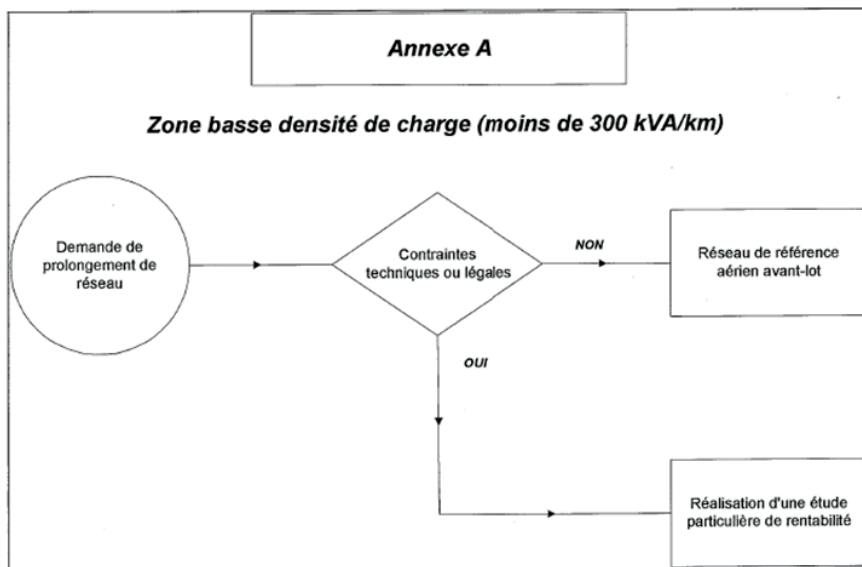 Annexe A
Zone basse densité de charge (moins de 300 kVA/km)
Demande de
prolongement de
réseau
Contraintes
techniques ou légales
NON
Réseau de référence
aérien avant-lot
OUI
Réalisation d'une étude
particulière de rentabilité